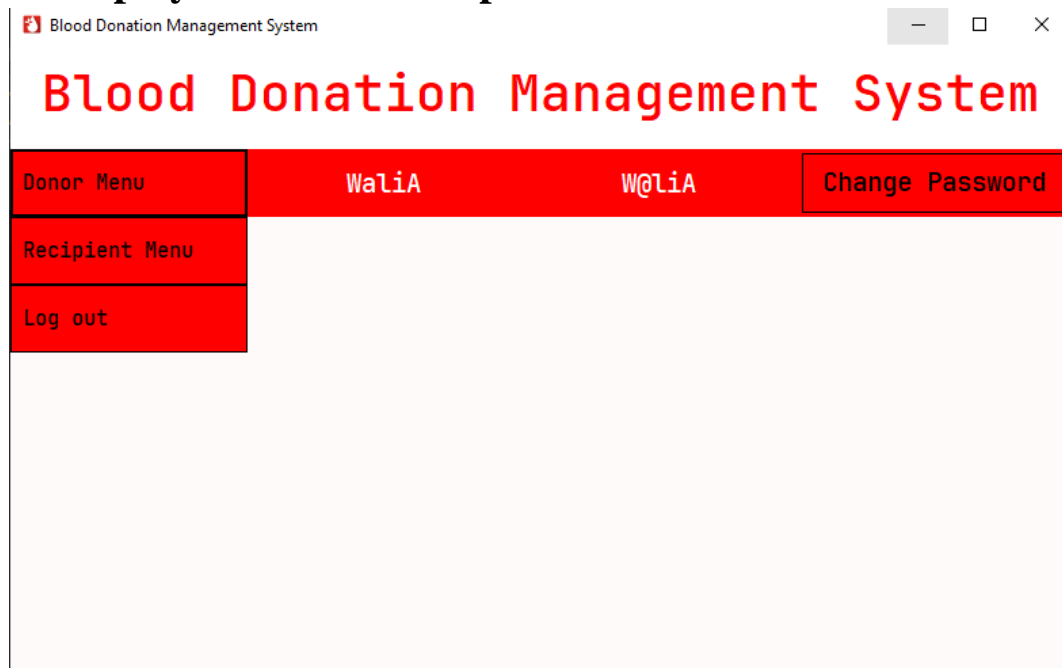 Blood Donation Management System
Blood Donation Management System
Donor Menu WaliA W@liA Change Password
Recipient Menu
Log out